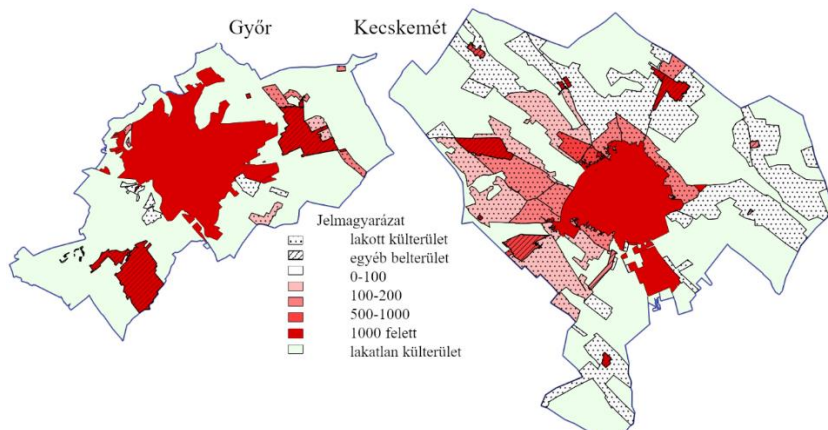 Győr
Kecskemét
Jelmagyarázat
lakott külterület
egyéb belterület
0-100
100-200
500-1000
1000 felett
lakatlan külterület